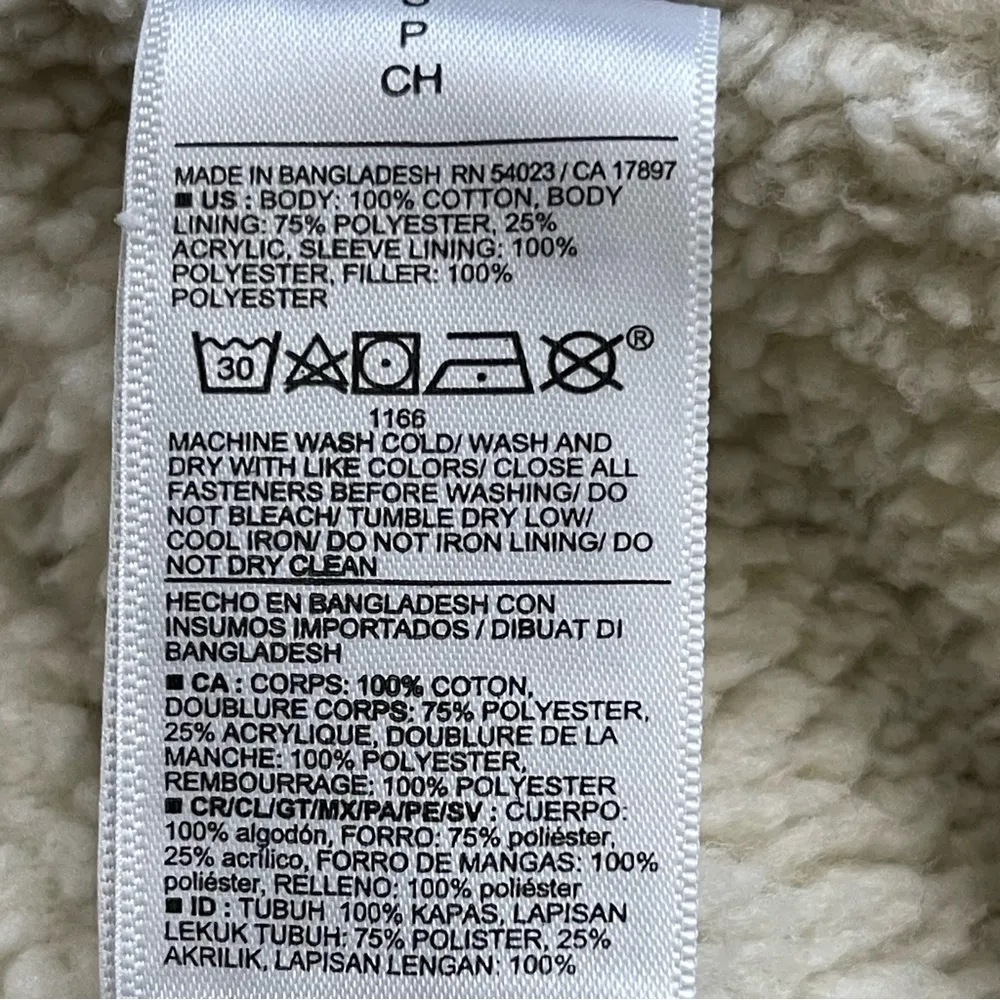 P
CH
MADE IN BANGLADESH RN 54023 / CA 17897
■ US : BODY: 100% COTTON, BODY
LINING: 75% POLYESTER, 25%
ACRYLIC, SLEEVE LINING: 100%
POLYESTER, FILLER: 100%
POLYESTER
30 ®
1166
MACHINE WASH COLD/ WASH AND
DRY WITH LIKE COLORS/ CLOSE ALL
FASTENERS BEFORE WASHING/ DO
NOT BLEACH/ TUMBLE DRY LOW/
COOL IRON/ DO NOT IRON LINING/ DO
NOT DRY CLEAN
HECHO EN BANGLADESH CON
INSUMOS IMPORTADOS / DIBUAT DI
BANGLADESH
■ CA : CORPS: 100% COTON,
DOUBLURE CORPS: 75% POLYESTER,
25% ACRYLIQUE, DOUBLURE DE LA
MANCHE: 100% POLYESTER,
REMBOURRAGE: 100% POLYESTER
■ CR/CL/GT/MX/PA/PE/SV : CUERPO:
100% algodón, FORRO: 75% poliéster,
25% acrílico, FORRO DE MANGAS: 100%
poliéster, RELLENO: 100% poliéster
■ ID : TUBUH 100% KAPAS, LAPISAN
LEKUK TUBUH: 75% POLISTER, 25%
AKRILIK, LAPISAN LENGAN: 100%